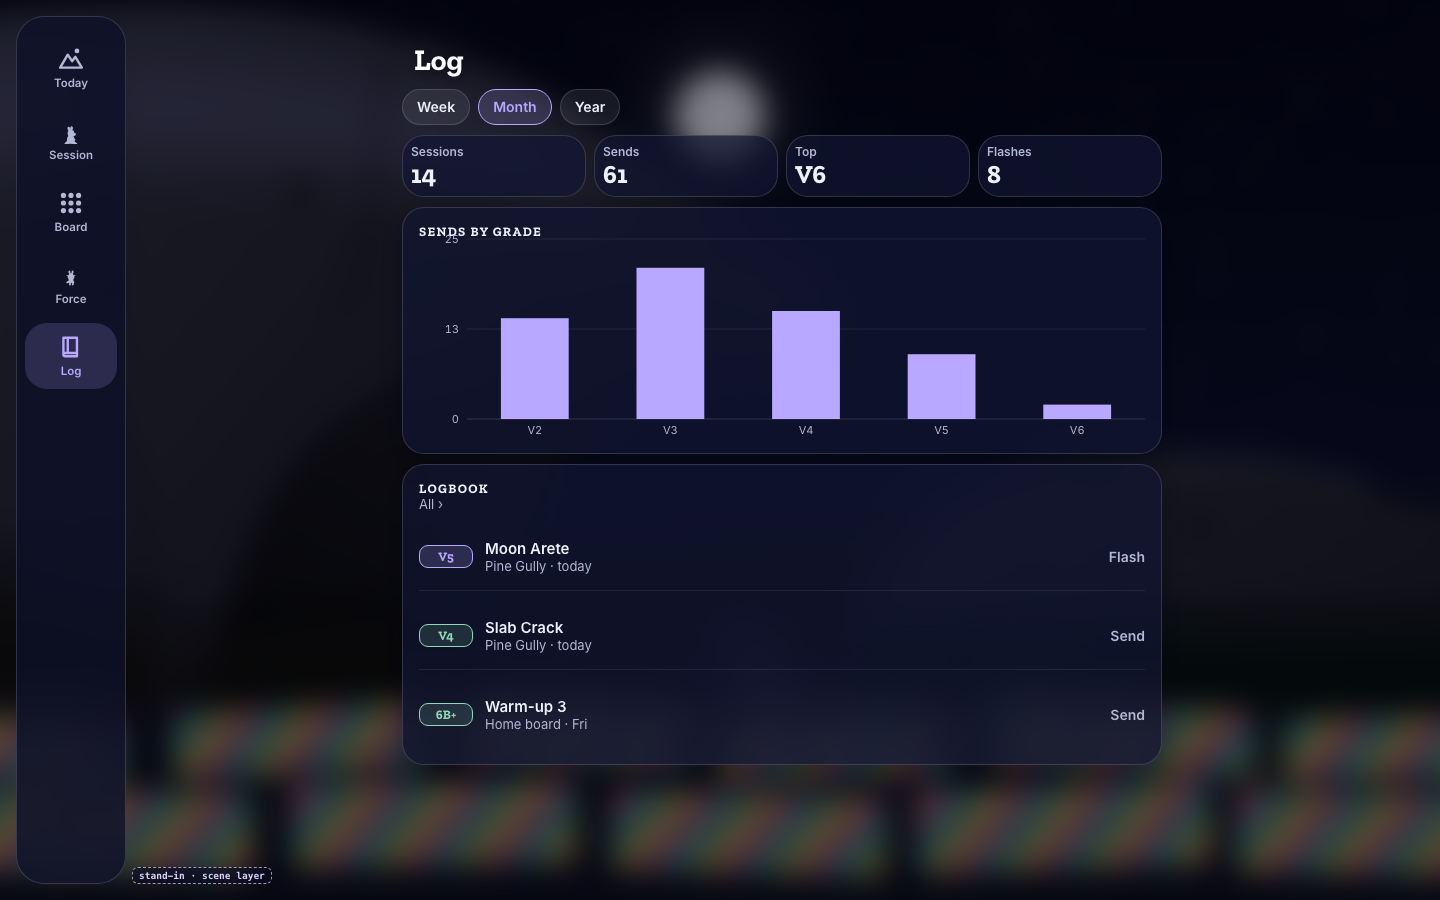 Today
Session
Board
Force
Log
Log
Week Month Year
Sessions
14
Sends
61
Top
V6
Flashes
8
SENDS BY GRADE
25
13
0
V2 V3 V4 V5 V6
LOGBOOK
All ›
V5
Moon Arete
Pine Gully · today
Flash
V4
Slab Crack
Pine Gully · today
Send
6B+
Warm-up 3
Home board · Fri
Send
stand-in · scene layer